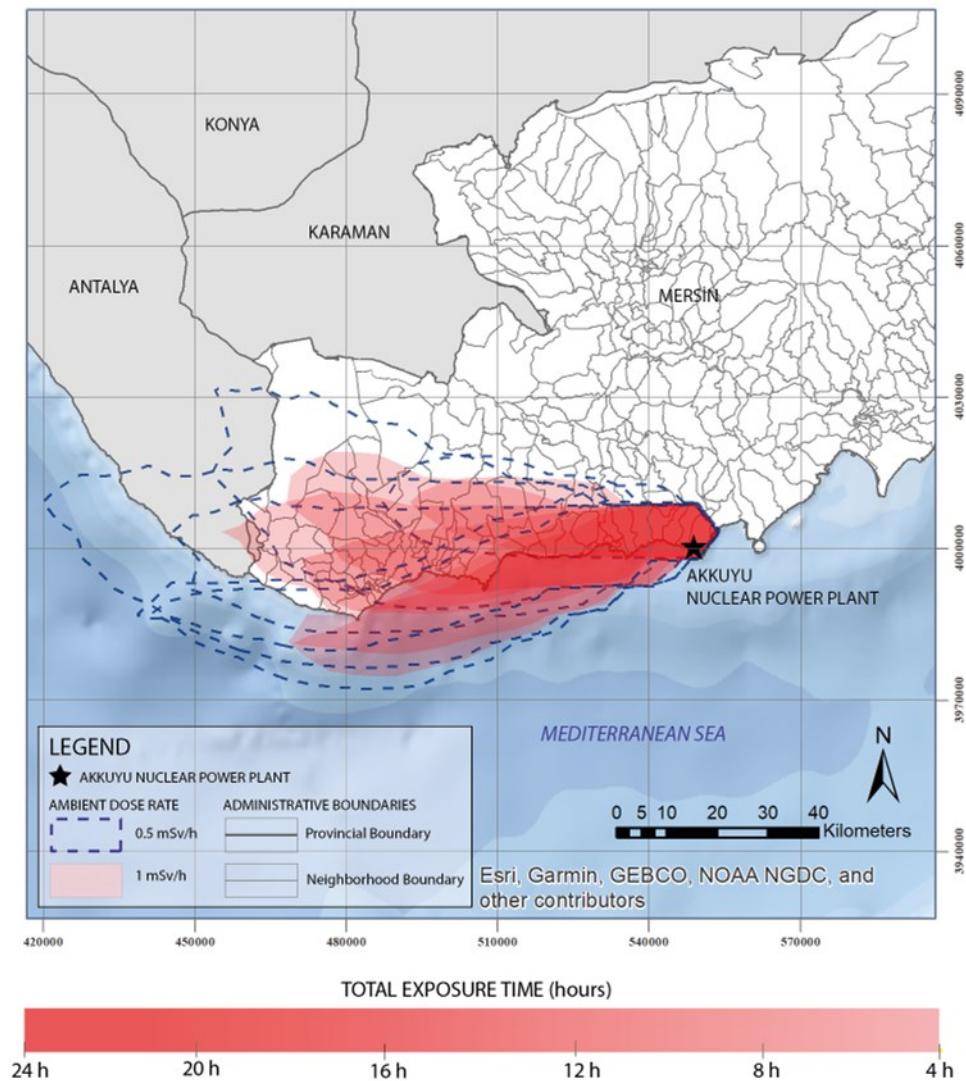 KONYA
KARAMAN
ANTALYA
MERSİN
AKKUYU
NUCLEAR POWER PLANT
MEDITERRANEAN SEA
N
0 5 10 20 30 40
Kilometers
LEGEND
AKKUYU NUCLEAR POWER PLANT
AMBIENT DOSE RATE
0.5 mSv/h
1 mSv/h
ADMINISTRATIVE BOUNDARIES
Provincial Boundary
Neighborhood Boundary
Esri, Garmin, GEBCO, NOAA NGDC, and
other contributors
4090000
4060000
4030000
4000000
3970000
3940000
420000 450000 480000 510000 540000 570000
TOTAL EXPOSURE TIME (hours)
24 h 20 h 16 h 12 h 8 h 4 h